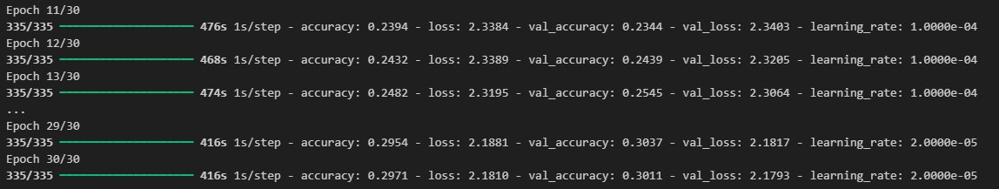 Epoch 11/30
335/335 ━━━━━━━━━━━━━━━━━━━━ 476s 1s/step - accuracy: 0.2394 - loss: 2.3384 - val_accuracy: 0.2344 - val_loss: 2.3403 - learning_rate: 1.0000e-04
Epoch 12/30
335/335 ━━━━━━━━━━━━━━━━━━━━ 468s 1s/step - accuracy: 0.2432 - loss: 2.3389 - val_accuracy: 0.2439 - val_loss: 2.3205 - learning_rate: 1.0000e-04
Epoch 13/30
335/335 ━━━━━━━━━━━━━━━━━━━━ 474s 1s/step - accuracy: 0.2482 - loss: 2.3195 - val_accuracy: 0.2545 - val_loss: 2.3064 - learning_rate: 1.0000e-04
...
Epoch 29/30
335/335 ━━━━━━━━━━━━━━━━━━━━ 416s 1s/step - accuracy: 0.2954 - loss: 2.1881 - val_accuracy: 0.3037 - val_loss: 2.1817 - learning_rate: 2.0000e-05
Epoch 30/30
335/335 ━━━━━━━━━━━━━━━━━━━━ 416s 1s/step - accuracy: 0.2971 - loss: 2.1810 - val_accuracy: 0.3011 - val_loss: 2.1793 - learning_rate: 2.0000e-05